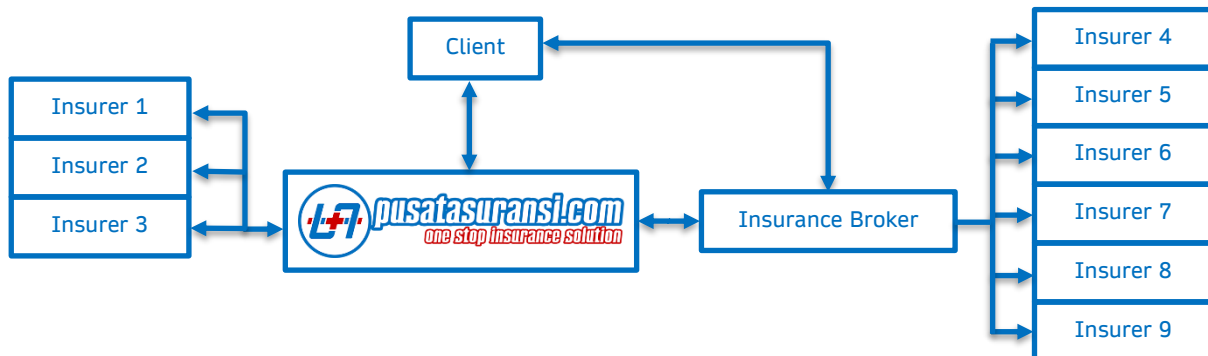 Client
Insurer 1
Insurer 2
Insurer 3
pusatasuransi.com
one stop insurance solution
Insurance Broker
Insurer 4
Insurer 5
Insurer 6
Insurer 7
Insurer 8
Insurer 9